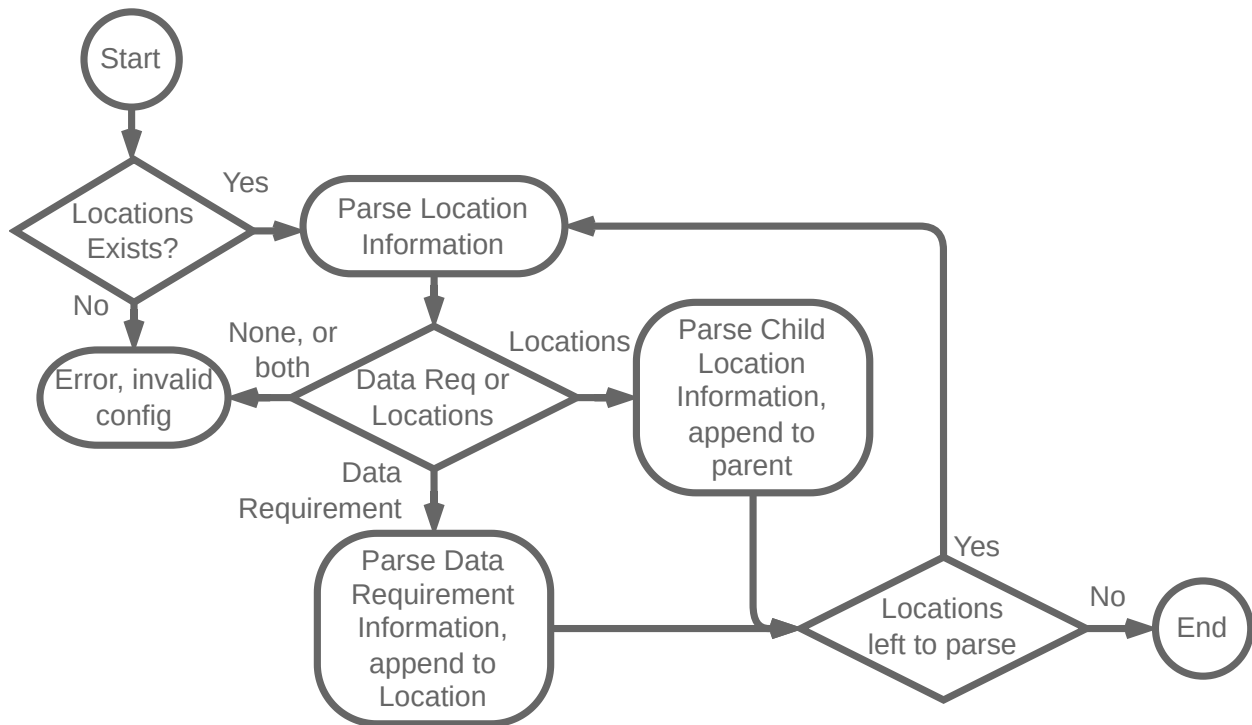 Start
Locations
Exists?
Yes
No
Parse Location
Information
Error, invalid
config
None, or
both
Data Req or
Locations
Locations
Parse Child
Location
Information,
append to
parent
Data
Requirement
Parse Data
Requirement
Information,
append to
Location
Yes
Locations
left to parse
No
End